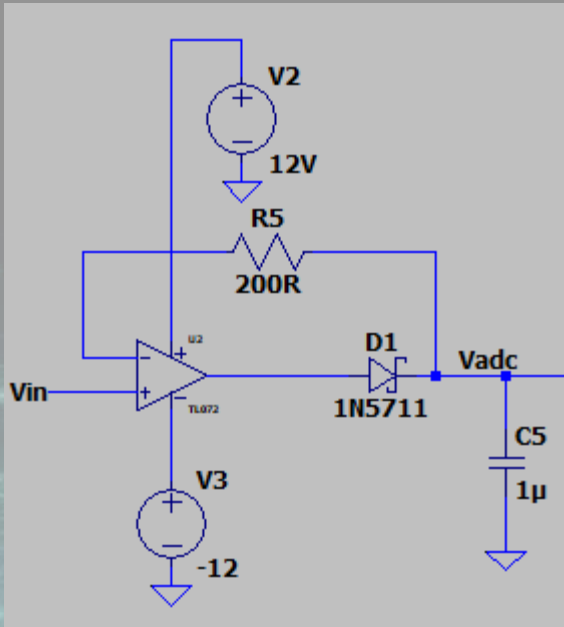 V2
12V
R5
200R
U2
D1
Vadc
Vin
TL072
1N5711
C5
1µ
V3
-12